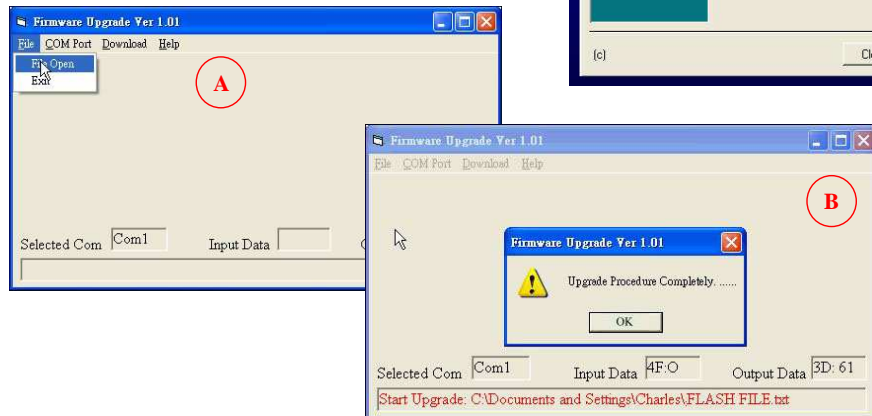 Firmware Upgrade Ver 1.01
File COM Port Download Help
File Open
Exit
A
Selected Com Com1 Input Data
(c)
Firmware Upgrade Ver 1.01
File COM Port Download Help
B
Firmware Upgrade Ver 1.01
Upgrade Procedure Completely. ......
OK
Selected Com Com1 Input Data 4F:O Output Data 3D: 61
Start Upgrade: C:\Documents and Settings\Charles\FLASH FILE.txt